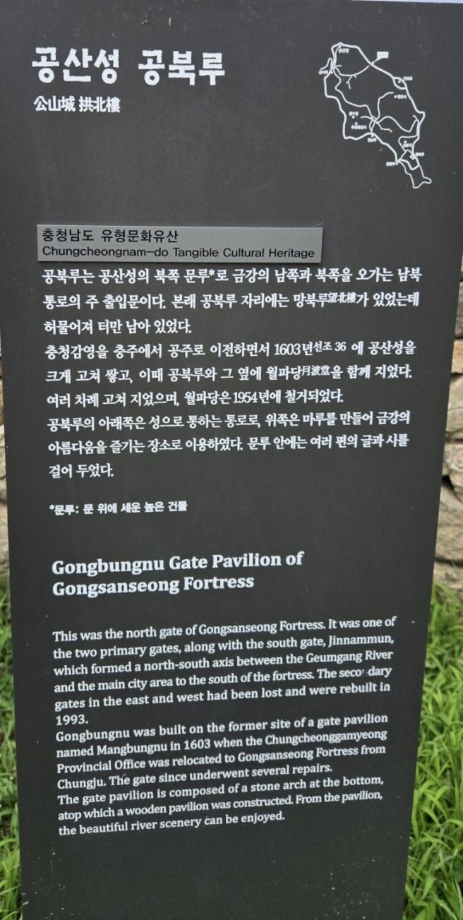 공산성 공북루
公山城 拱北樓
충청남도 유형문화유산
Chungcheongnam-do Tangible Cultural Heritage
공북루는 공산성의 북쪽 문루*로 금강의 남쪽과 북쪽을 오가는 남북
통로의 주 출입문이다. 본래 공북루 자리에는 망북루望北樓가 있었는데
허물어져 터만 남아 있었다.
충청감영을 충주에서 공주로 이전하면서 1603년선조 36 에 공산성을
크게 고쳐 쌓고, 이때 공북루와 그 옆에 월파당月波堂을 함께 지었다.
여러 차례 고쳐 지었으며, 월파당은 1954년에 철거되었다.
공북루의 아래쪽은 성으로 통하는 통로로, 위쪽은 마루를 만들어 금강의
아름다움을 즐기는 장소로 이용하였다. 문루 안에는 여러 편의 글과 시를
걸어 두었다.
*문루: 문 위에 세운 높은 건물
Gongbungnu Gate Pavilion of
Gongsanseong Fortress
This was the north gate of Gongsanseong Fortress. It was one of
the two primary gates, along with the south gate, Jinnammun,
which formed a north-south axis between the Geumgang River
and the main city area to the south of the fortress. The seco dary
gates in the east and west had been lost and were rebuilt in
1993.
Gongbungnu was built on the former site of a gate pavilion
named Mangbungnu in 1603 when the Chungcheonggamyeong
Provincial Office was relocated to Gongsanseong Fortress from
Chungju. The gate since underwent several repairs.
The gate pavilion is composed of a stone arch at the bottom,
atop which a wooden pavilion was constructed. From the pavilion,
the beautiful river scenery can be enjoyed.